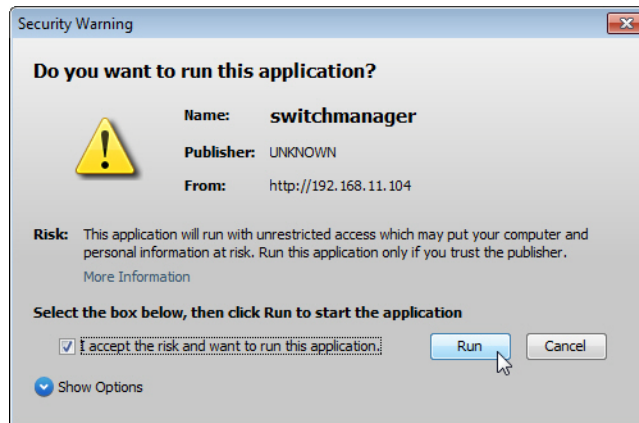 Security Warning
Do you want to run this application?
Name: switchmanager
Publisher: UNKNOWN
From: http://192.168.11.104
Risk: This application will run with unrestricted access which may put your computer and
personal information at risk. Run this application only if you trust the publisher.
More Information
Select the box below, then click Run to start the application
I accept the risk and want to run this application.
Run Cancel
Show Options